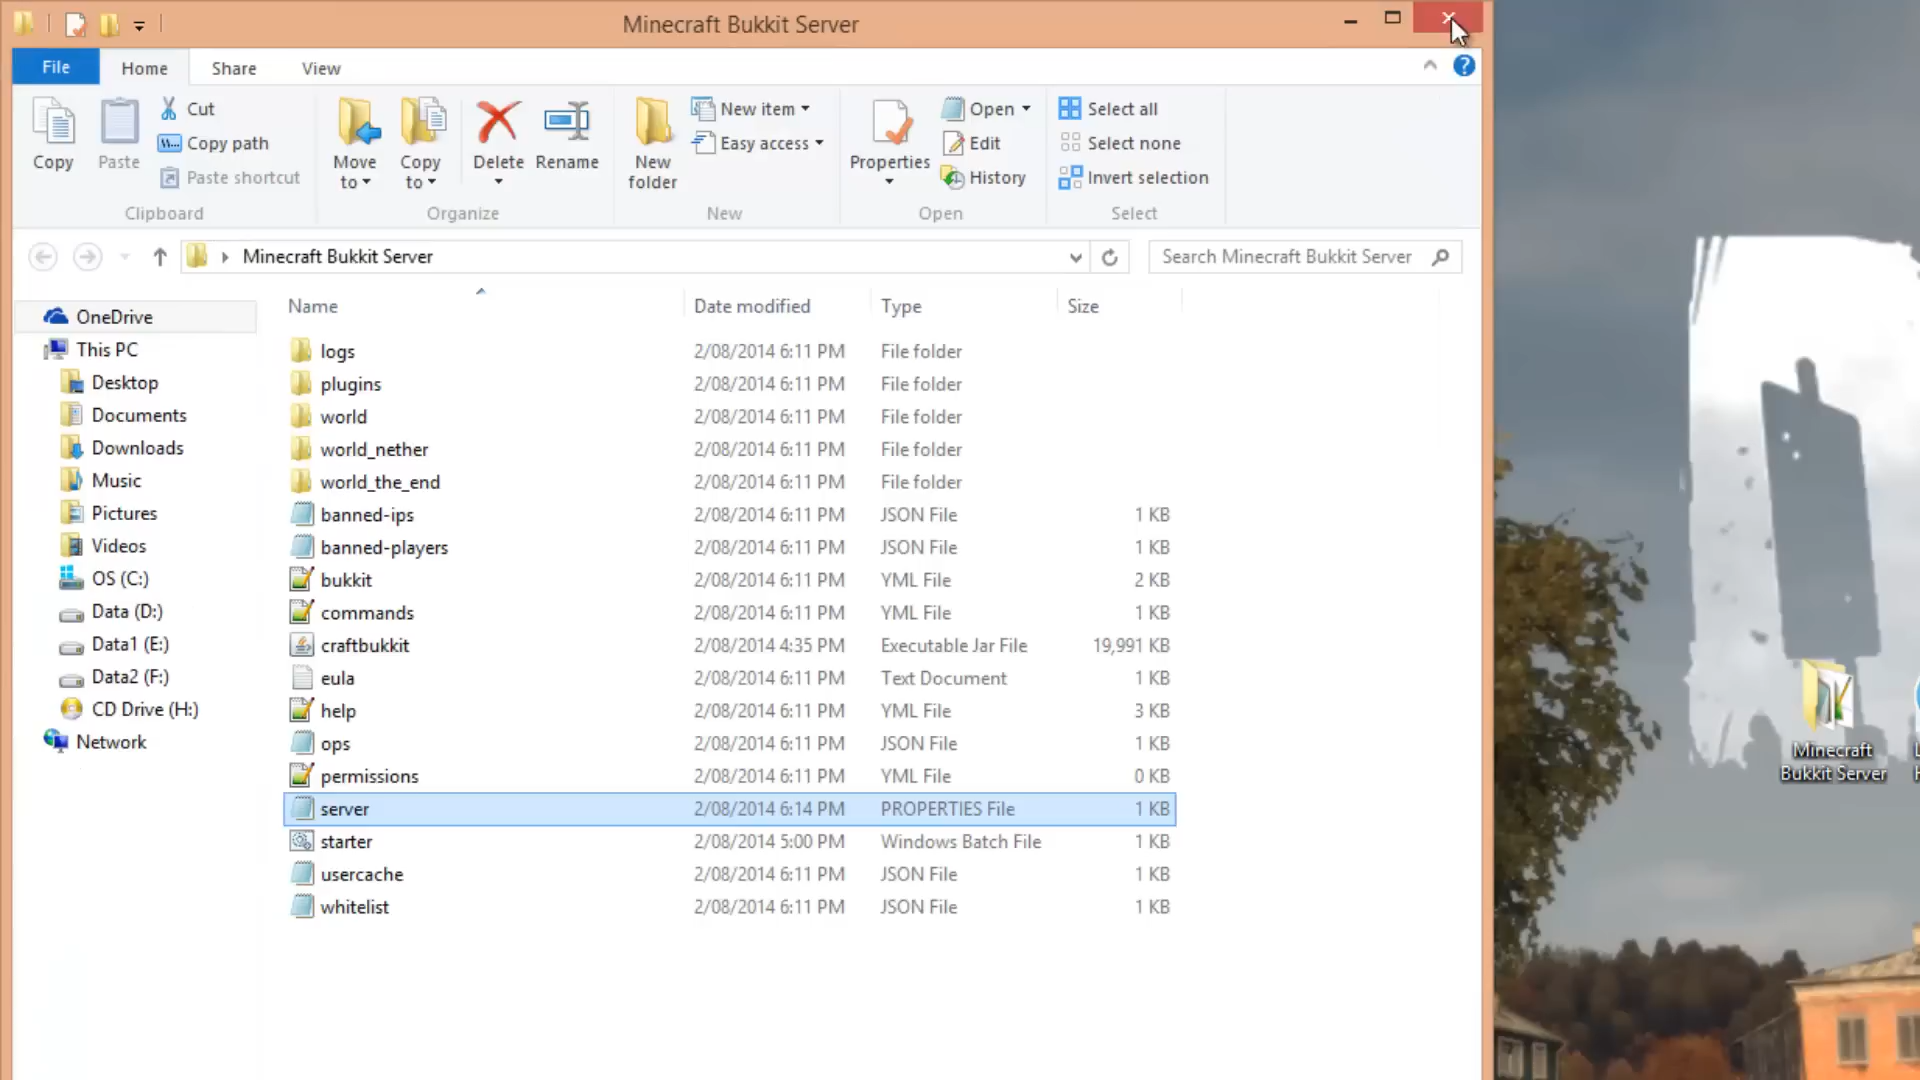 Minecraft Bukkit Server
File Home Share View
Copy
Paste
Cut
Copy path
Paste shortcut
Clipboard
Move to
Copy to
Delete
Rename
Organize
New folder
New item
Easy access
New
Properties
Open
Edit
History
Open
Select all
Select none
Invert selection
Select
Minecraft Bukkit Server
Search Minecraft Bukkit Server
OneDrive
This PC
Desktop
Documents
Downloads
Music
Pictures
Videos
OS (C:)
Data (D:)
Data1 (E:)
Data2 (F:)
CD Drive (H:)
Network
Name Date modified Type Size
logs 2/08/2014 6:11 PM File folder
plugins 2/08/2014 6:11 PM File folder
world 2/08/2014 6:11 PM File folder
world_nether 2/08/2014 6:11 PM File folder
world_the_end 2/08/2014 6:11 PM File folder
banned-ips 2/08/2014 6:11 PM JSON File 1 KB
banned-players 2/08/2014 6:11 PM JSON File 1 KB
bukkit 2/08/2014 6:11 PM YML File 2 KB
commands 2/08/2014 6:11 PM YML File 1 KB
craftbukkit 2/08/2014 4:35 PM Executable Jar File 19,991 KB
eula 2/08/2014 6:11 PM Text Document 1 KB
help 2/08/2014 6:11 PM YML File 3 KB
ops 2/08/2014 6:11 PM JSON File 1 KB
permissions 2/08/2014 6:11 PM YML File 0 KB
server 2/08/2014 6:14 PM PROPERTIES File 1 KB
starter 2/08/2014 5:00 PM Windows Batch File 1 KB
usercache 2/08/2014 6:11 PM JSON File 1 KB
whitelist 2/08/2014 6:11 PM JSON File 1 KB
Minecraft
Bukkit Server